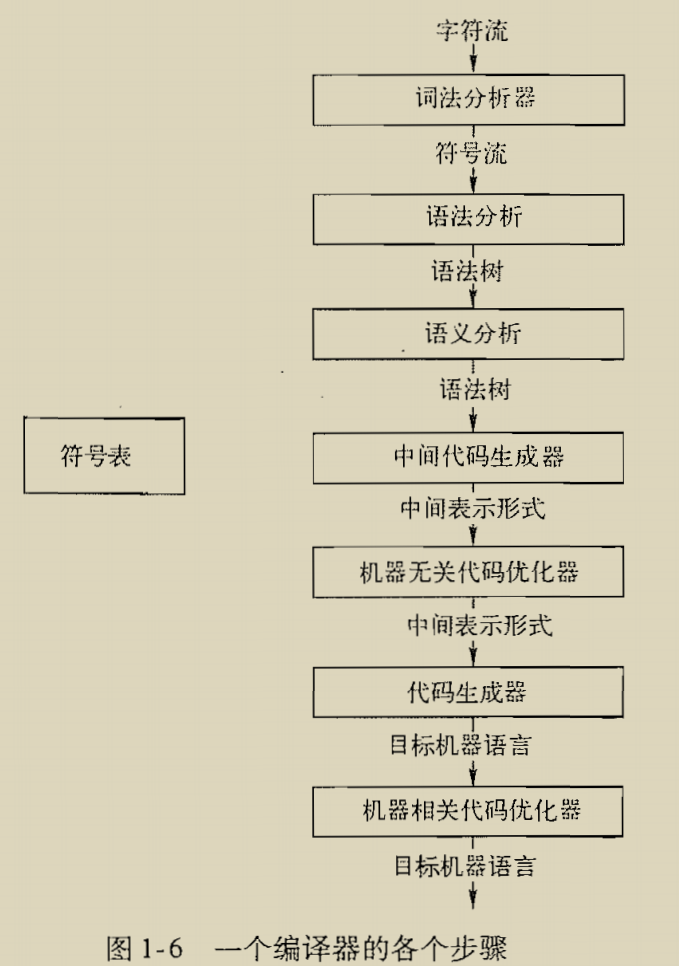 字符流
词法分析器
符号流
语法分析
语法树
语义分析
语法树
符号表
中间代码生成器
中间表示形式
机器无关代码优化器
中间表示形式
代码生成器
目标机器语言
机器相关代码优化器
目标机器语言
图 1-6 一个编译器的各个步骤